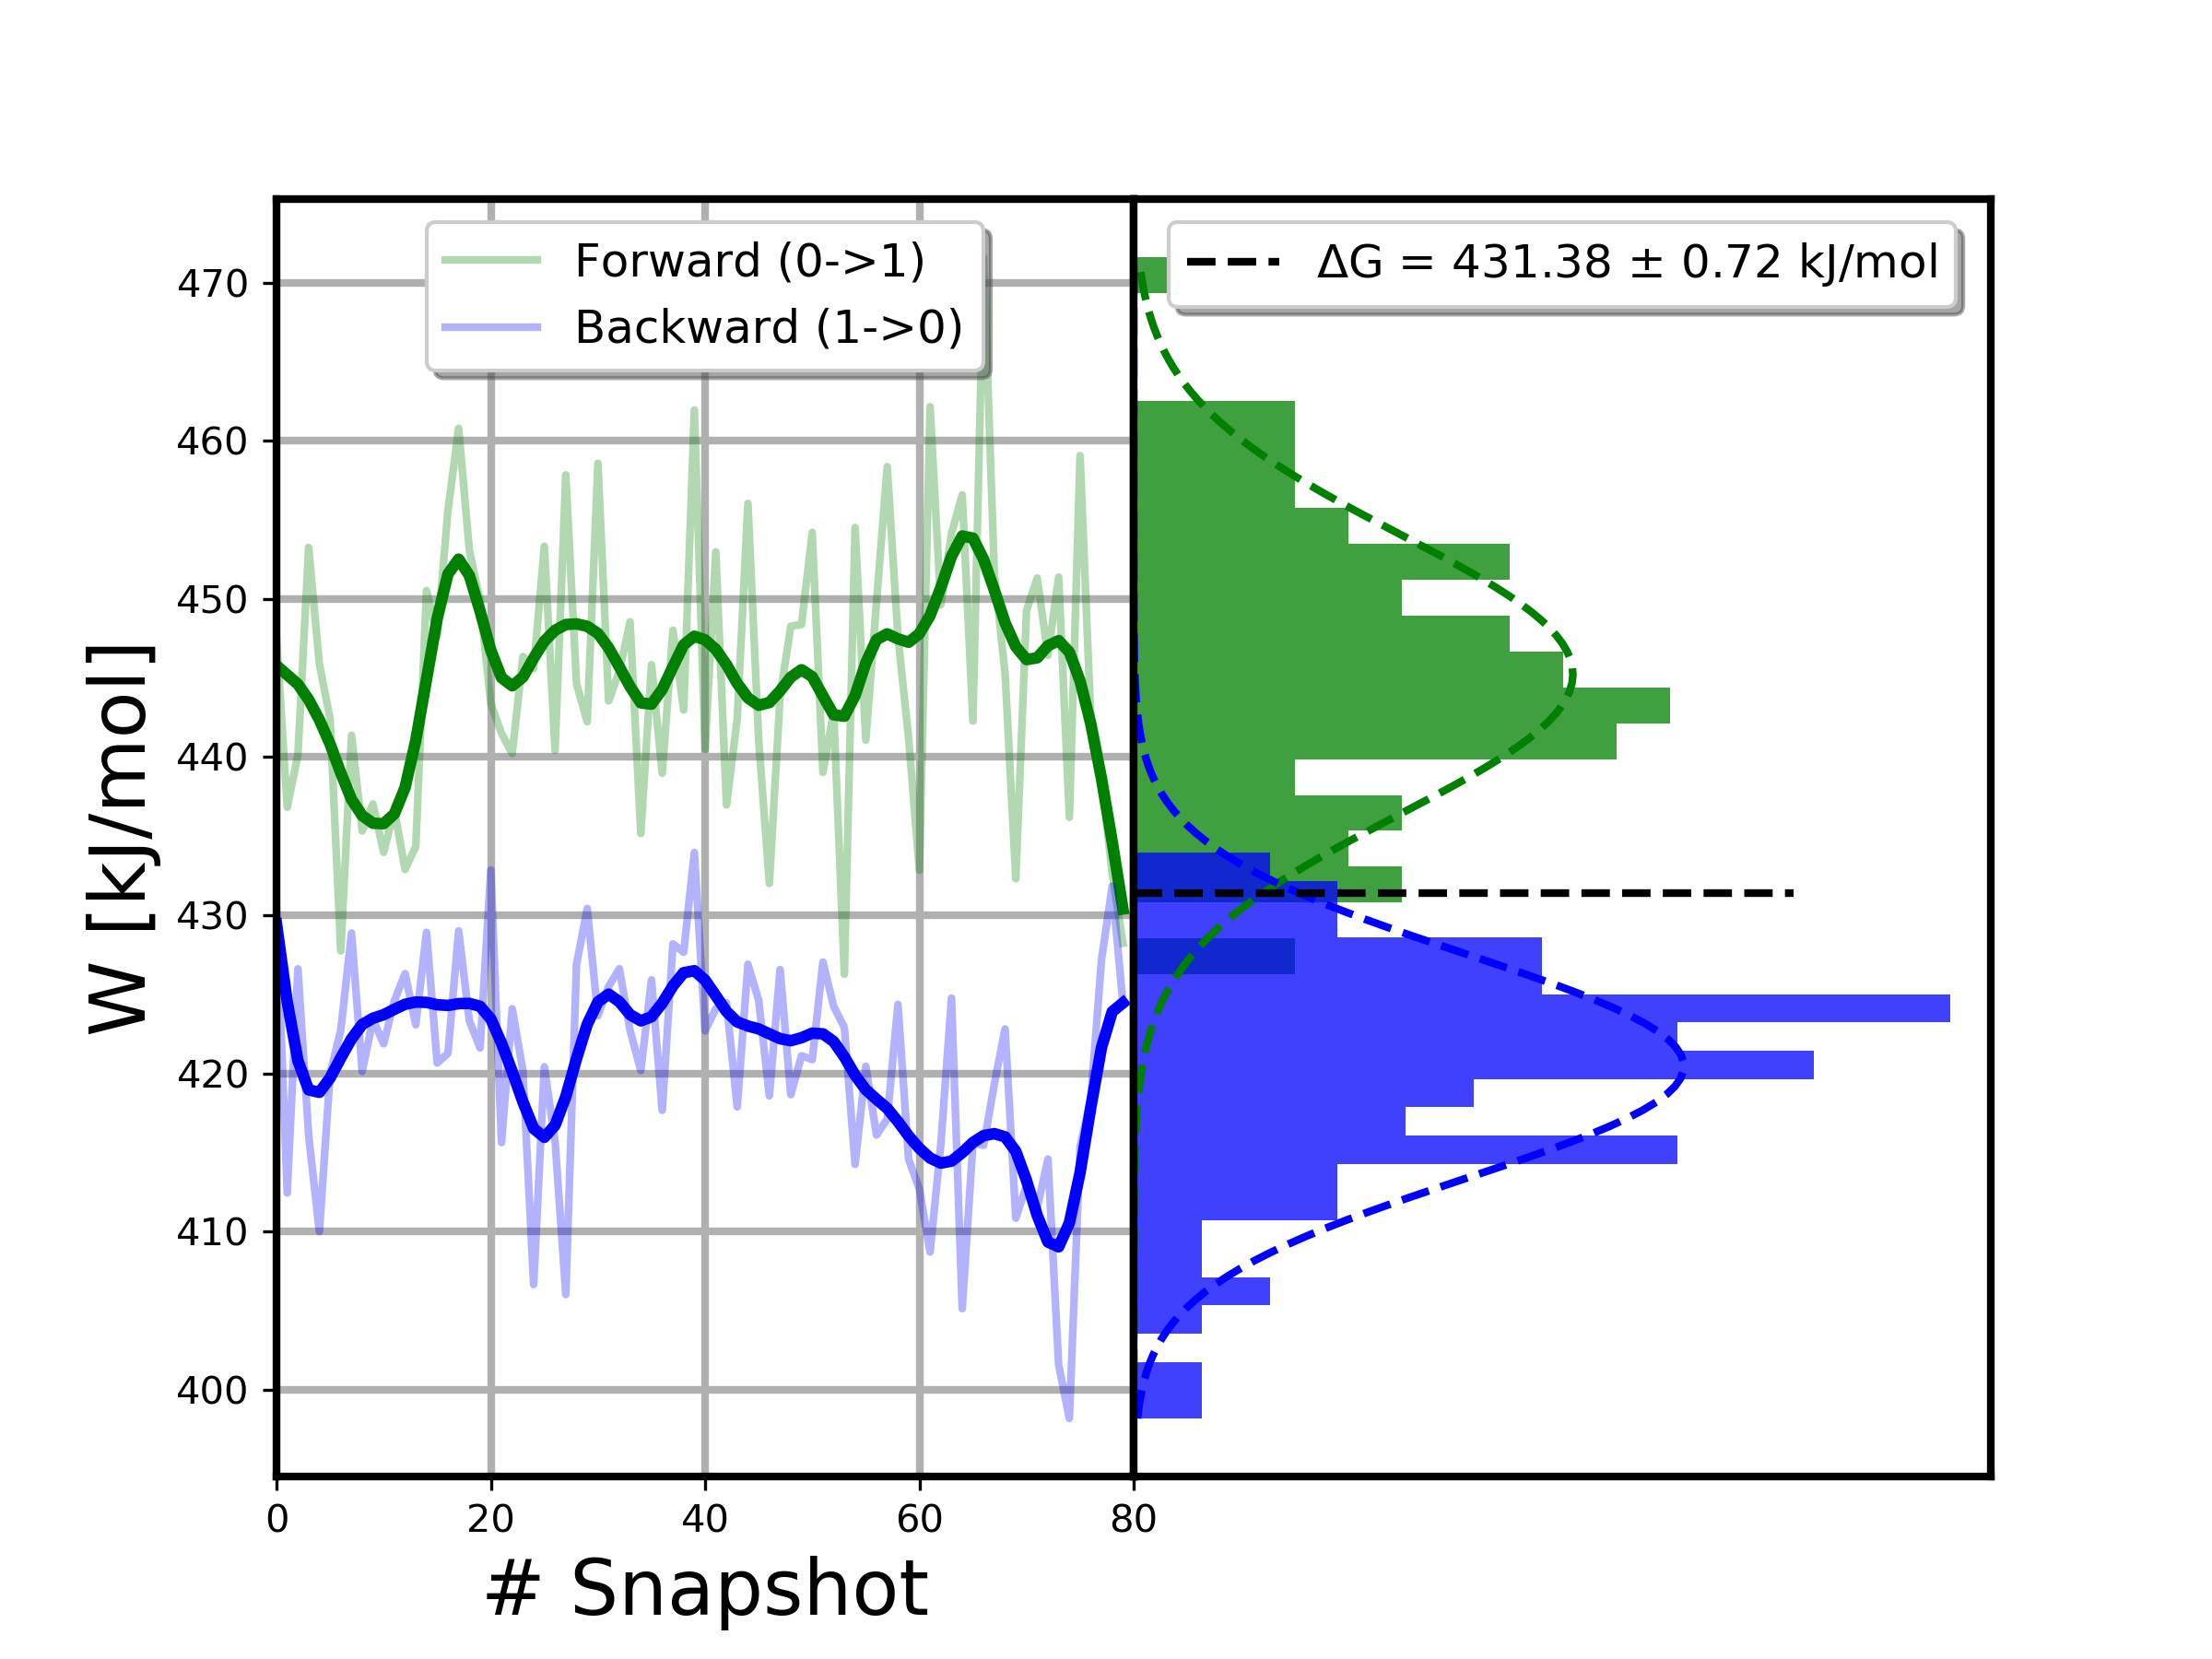 Forward (0->1)
Backward (1->0)
ΔG = 431.38 ± 0.72 kJ/mol
W [kJ/mol]
470
460
450
440
430
420
410
400
0 20 40 60 80
# Snapshot